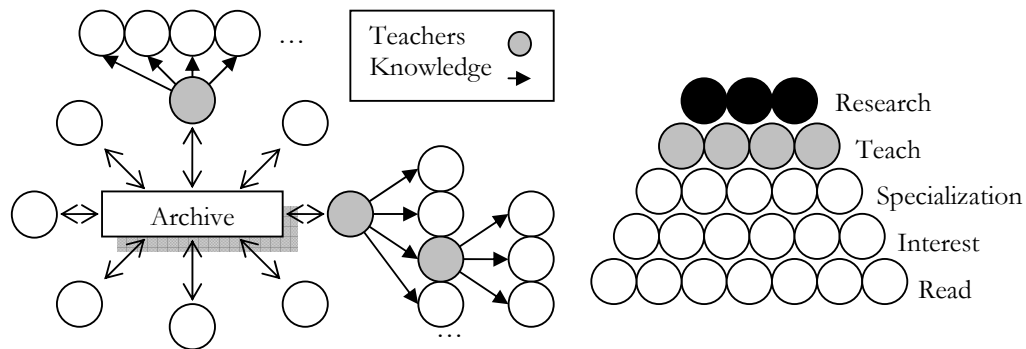 ...
Teachers
Knowledge
Archive
...
Research
Teach
Specialization
Interest
Read